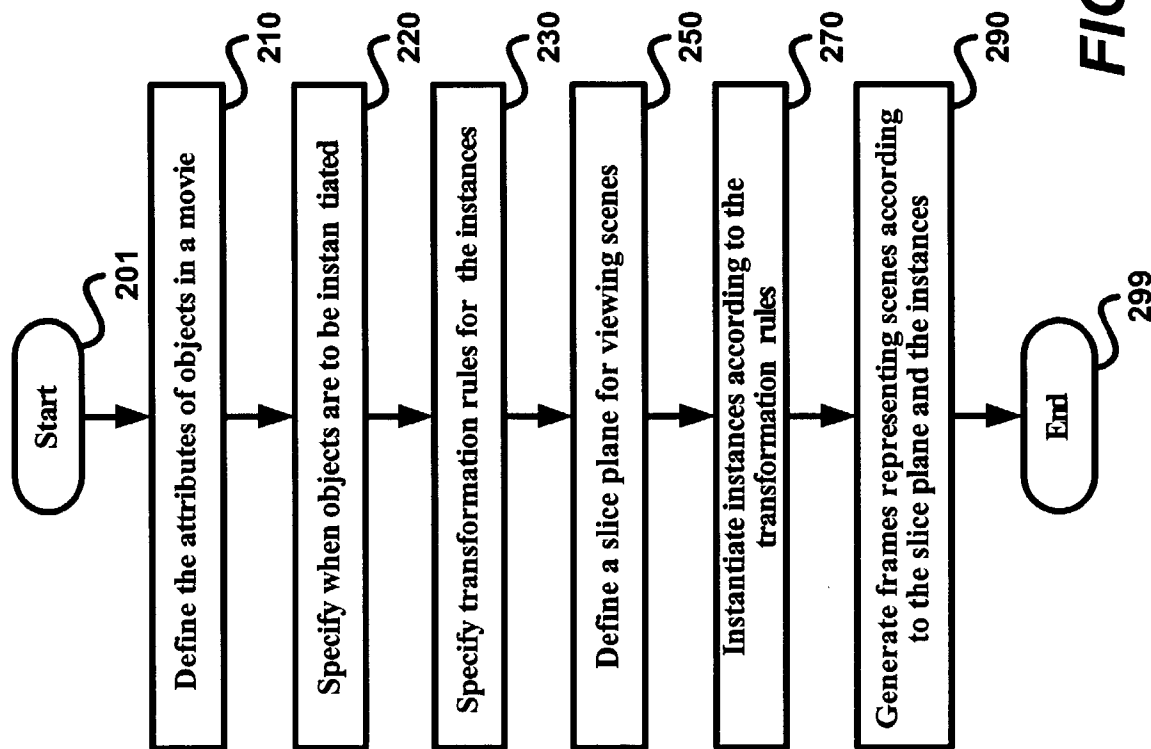 Start
201
Define the attributes of objects in a movie
210
Specify when objects are to be instan tiated
220
Specify transformation rules for the instances
230
Define a slice plane for viewing scenes
250
Instantiate instances according to the
transformation rules
270
Generate frames representing scenes according
to the slice plane and the instances
290
End
299